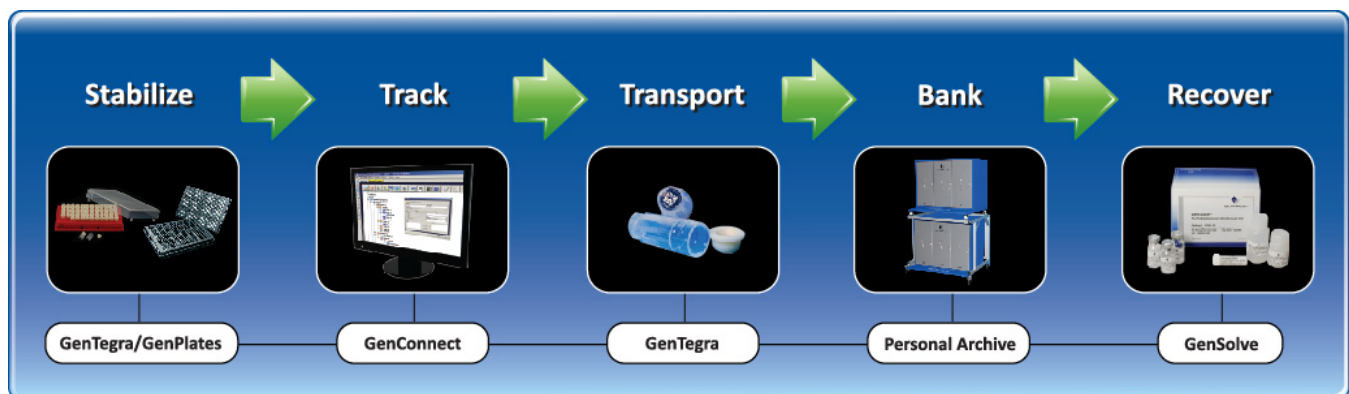 Stabilize
Track
Transport
Bank
Recover
GenTegra/GenPlates
GenConnect
GenTegra
Personal Archive
GenSolve